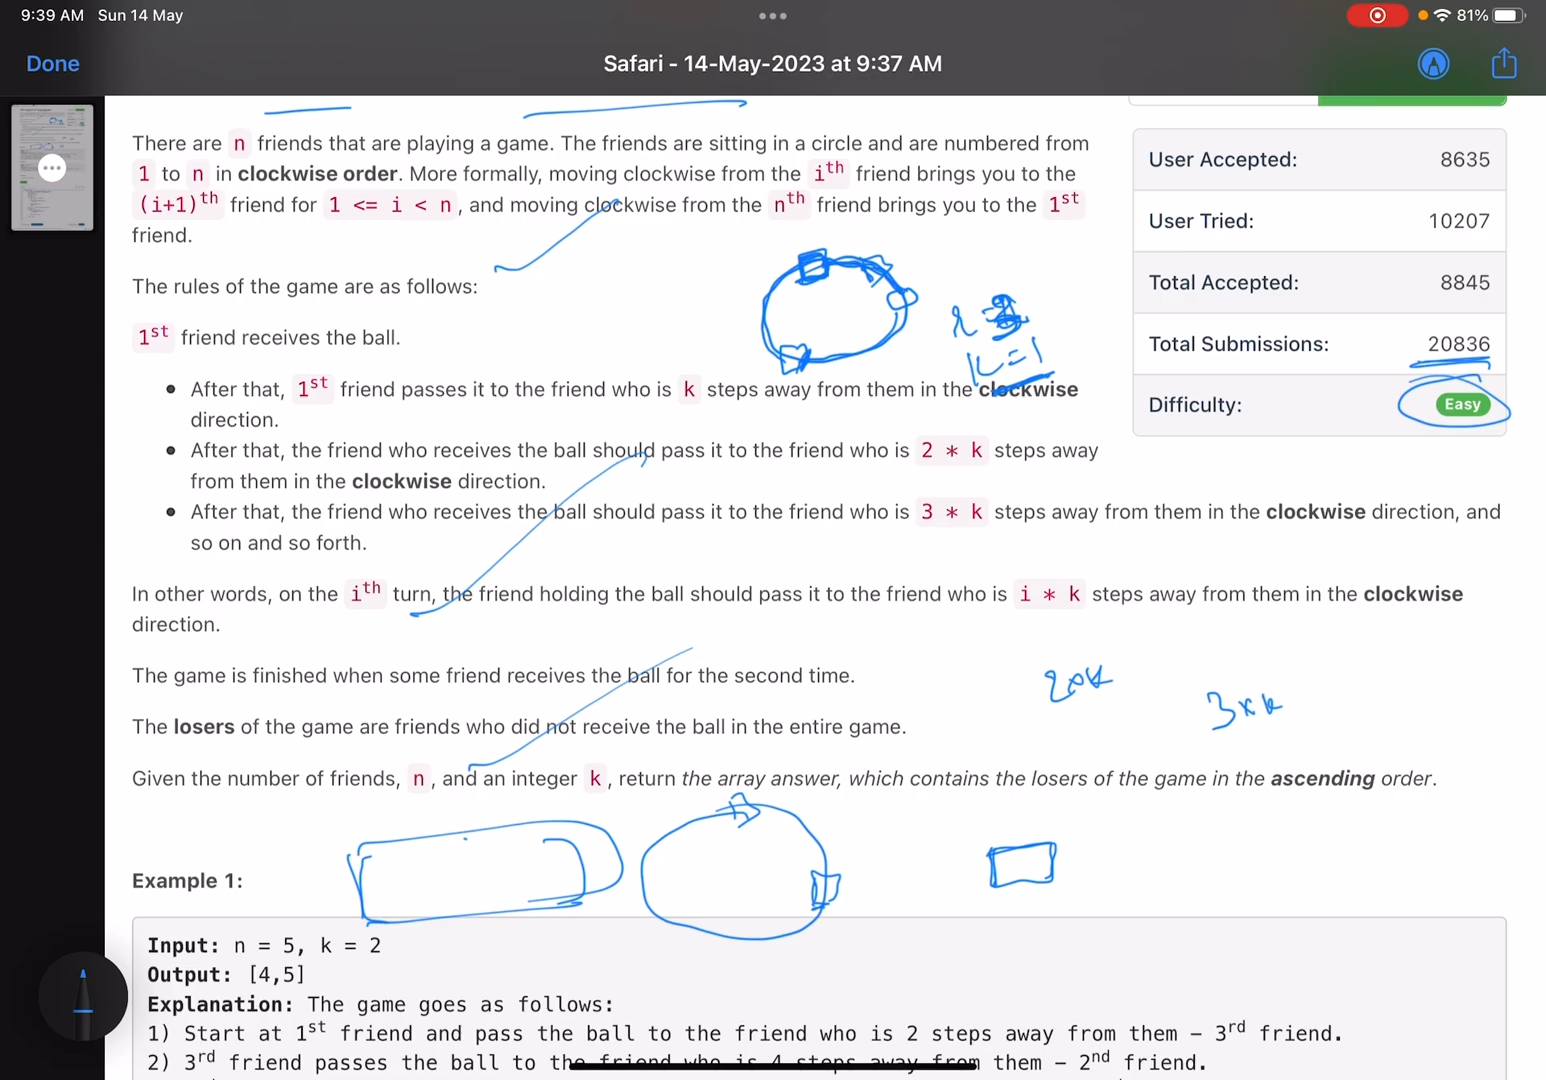 9:39 AM Sun 14 May
81%
Done
Safari - 14-May-2023 at 9:37 AM
There are n friends that are playing a game. The friends are sitting in a circle and are numbered from
1 to n in clockwise order. More formally, moving clockwise from the iᵗʰ friend brings you to the
(i+1)ᵗʰ friend for 1 <= i < n, and moving clockwise from the nᵗʰ friend brings you to the 1ˢᵗ
friend.
The rules of the game are as follows:
1ˢᵗ friend receives the ball.
k=1
After that, 1ˢᵗ friend passes it to the friend who is k steps away from them in the clockwise
direction.
After that, the friend who receives the ball should pass it to the friend who is 2 * k steps away
from them in the clockwise direction.
After that, the friend who receives the ball should pass it to the friend who is 3 * k steps away from them in the clockwise direction, and
so on and so forth.
User Accepted: 8635
User Tried: 10207
Total Accepted: 8845
Total Submissions: 20836
Difficulty: Easy
In other words, on the iᵗʰ turn, the friend holding the ball should pass it to the friend who is i * k steps away from them in the clockwise
direction.
The game is finished when some friend receives the ball for the second time.
3xk
The losers of the game are friends who did not receive the ball in the entire game.
Given the number of friends, n, and an integer k, return the array answer, which contains the losers of the game in the ascending order.
Example 1:
Input: n = 5, k = 2
Output: [4,5]
Explanation: The game goes as follows:
1) Start at 1ˢᵗ friend and pass the ball to the friend who is 2 steps away from them – 3ʳᵈ friend.
2) 3ʳᵈ friend passes the ball to the friend who is 4 steps away from them – 2ⁿᵈ friend.